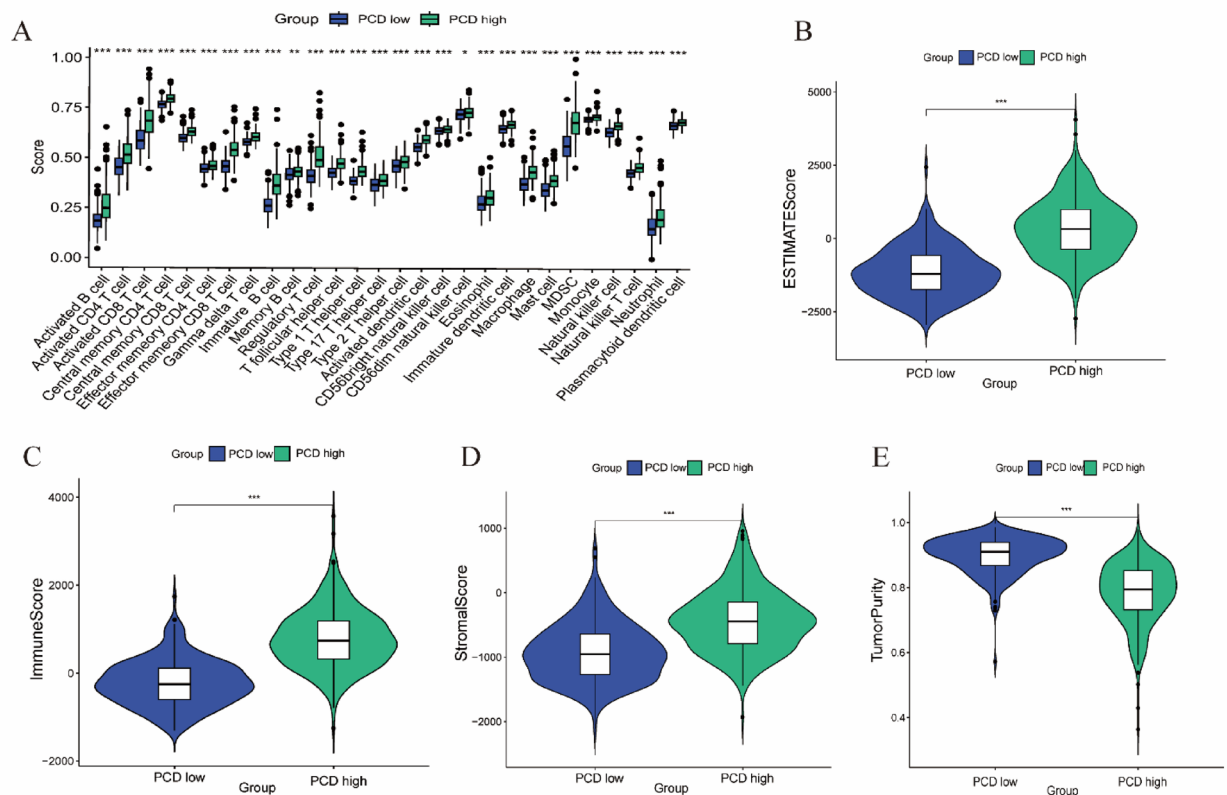 A
Group PCD low PCD high
*** *** *** *** *** *** *** *** *** ** *** *** *** *** *** *** *** *** * *** *** *** *** *** *** *** *** ***
Score
1.00
0.75
0.50
0.25
0.00
Activated B cell
Activated CD4 T cell
Activated CD8 T cell
Central memory CD4 T cell
Central memory CD8 T cell
Effector memory CD4 T cell
Effector memory CD8 T cell
Gamma delta T cell
Immature B cell
Memory B cell
Regulatory T cell
T follicular helper cell
Type 1 T helper cell
Type 17 T helper cell
Type 2 T helper cell
Activated dendritic cell
CD56bright natural killer cell
CD56dim natural killer cell
Eosinophil
Immature dendritic cell
Macrophage
Mast cell
MDSC
Monocyte
Natural killer cell
Natural killer T cell
Neutrophil
Plasmacytoid dendritic cell
B
Group PCD low PCD high
***
ESTIMATEScore
5000
2500
0
−2500
PCD low PCD high
Group
C
Group PCD low PCD high
***
ImmuneScore
4000
2000
0
−2000
PCD low PCD high
Group
D
Group PCD low PCD high
***
StromalScore
1000
0
−1000
−2000
PCD low PCD high
Group
E
Group PCD low PCD high
***
TumorPurity
1.0
0.8
0.6
0.4
PCD low PCD high
Group